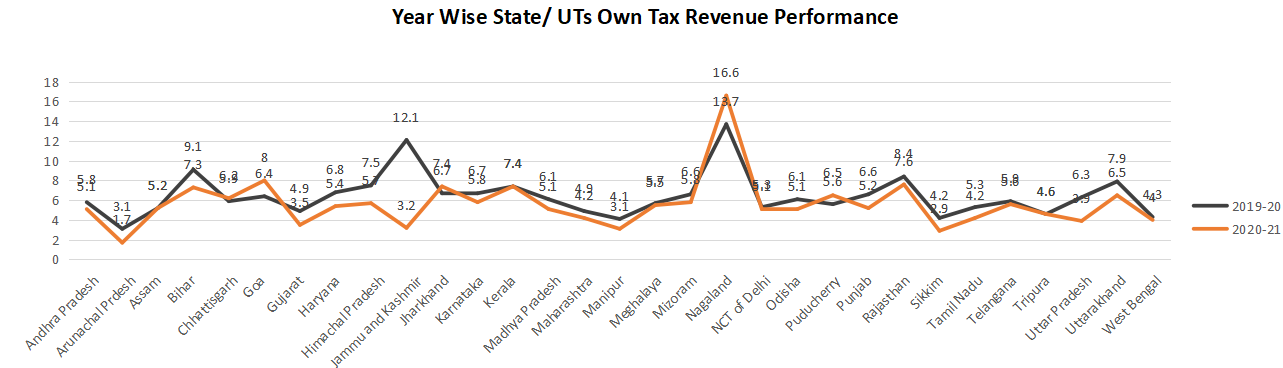 Year Wise State/ UTs Own Tax Revenue Performance
18
16
14
12
10
8
6
4
2
0
5.8
5.1
3.1
1.7
5.2
9.1
7.3
6.2
5.9
8
6.4
4.9
3.5
6.8
5.4
7.5
5.7
12.1
3.2
7.4
6.7
6.7
5.8
7.4
6.1
5.1
4.9
4.2
4.1
3.1
5.7
5.5
6.6
5.8
16.6
13.7
6.1
5.1
6.5
5.6
6.6
5.2
8.4
7.6
4.2
2.9
5.3
4.2
5.9
4.6
6.3
3.9
7.9
6.5
4.3
4
Andhra Pradesh
Arunachal Prdesh
Assam
Bihar
Chhattisgarh
Goa
Gujarat
Haryana
Himachal Pradesh
Jammu and Kashmir
Jharkhand
Karnataka
Kerala
Madhya Pradesh
Maharashtra
Manipur
Meghalaya
Mizoram
Nagaland
NCT of Delhi
Odisha
Puducherry
Punjab
Rajasthan
Sikkim
Tamil Nadu
Telangana
Tripura
Uttar Pradesh
Uttarakhand
West Bengal
2019-20
2020-21